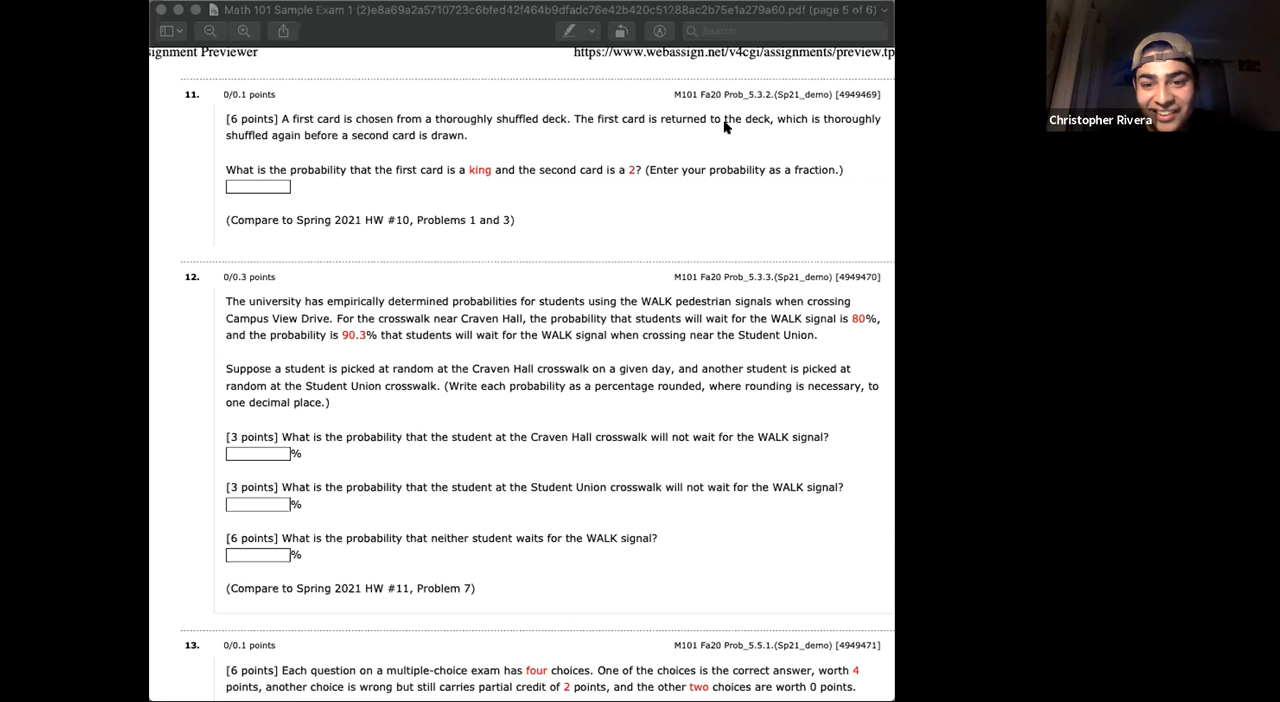 Math 101 Sample Exam 1 (2)e8a69a2a5710723c6bfed42f464b9dfadc76e42b420c51288ac2b75e1a279a60.pdf (page 5 of 6)
Search
signment Previewer https://www.webassign.net/v4cgi/assignments/preview.tp
11. 0/0.1 points M101 Fa20 Prob_5.3.2.(Sp21_demo) [4949469]
[6 points] A first card is chosen from a thoroughly shuffled deck. The first card is returned to the deck, which is thoroughly
shuffled again before a second card is drawn.
Christopher Rivera
What is the probability that the first card is a king and the second card is a 2? (Enter your probability as a fraction.)
(Compare to Spring 2021 HW #10, Problems 1 and 3)
12. 0/0.3 points M101 Fa20 Prob_5.3.3.(Sp21_demo) [4949470]
The university has empirically determined probabilities for students using the WALK pedestrian signals when crossing
Campus View Drive. For the crosswalk near Craven Hall, the probability that students will wait for the WALK signal is 80%,
and the probability is 90.3% that students will wait for the WALK signal when crossing near the Student Union.
Suppose a student is picked at random at the Craven Hall crosswalk on a given day, and another student is picked at
random at the Student Union crosswalk. (Write each probability as a percentage rounded, where rounding is necessary, to
one decimal place.)
[3 points] What is the probability that the student at the Craven Hall crosswalk will not wait for the WALK signal?
%
[3 points] What is the probability that the student at the Student Union crosswalk will not wait for the WALK signal?
%
[6 points] What is the probability that neither student waits for the WALK signal?
%
(Compare to Spring 2021 HW #11, Problem 7)
13. 0/0.1 points M101 Fa20 Prob_5.5.1.(Sp21_demo) [4949471]
[6 points] Each question on a multiple-choice exam has four choices. One of the choices is the correct answer, worth 4
points, another choice is wrong but still carries partial credit of 2 points, and the other two choices are worth 0 points.